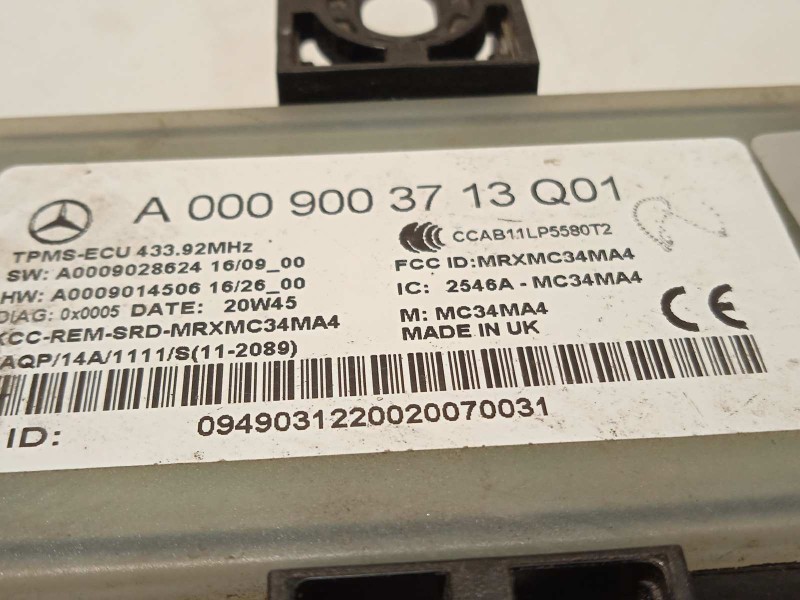 A 000 900 37 13 Q01
TPMS-ECU 433.92MHz
CCAB11LP5580T2
SW: A0009028624 16/09_00
FCC ID:MRXMC34MA4
HW: A0009014506 16/26_00
IC: 2546A - MC34MA4
DIAG: 0x0005 DATE: 20W45
M: MC34MA4
KCC-REM-SRD-MRXMC34MA4
MADE IN UK
CE
AQP/14A/1111/S(11-2089)
ID: 0949031220020070031